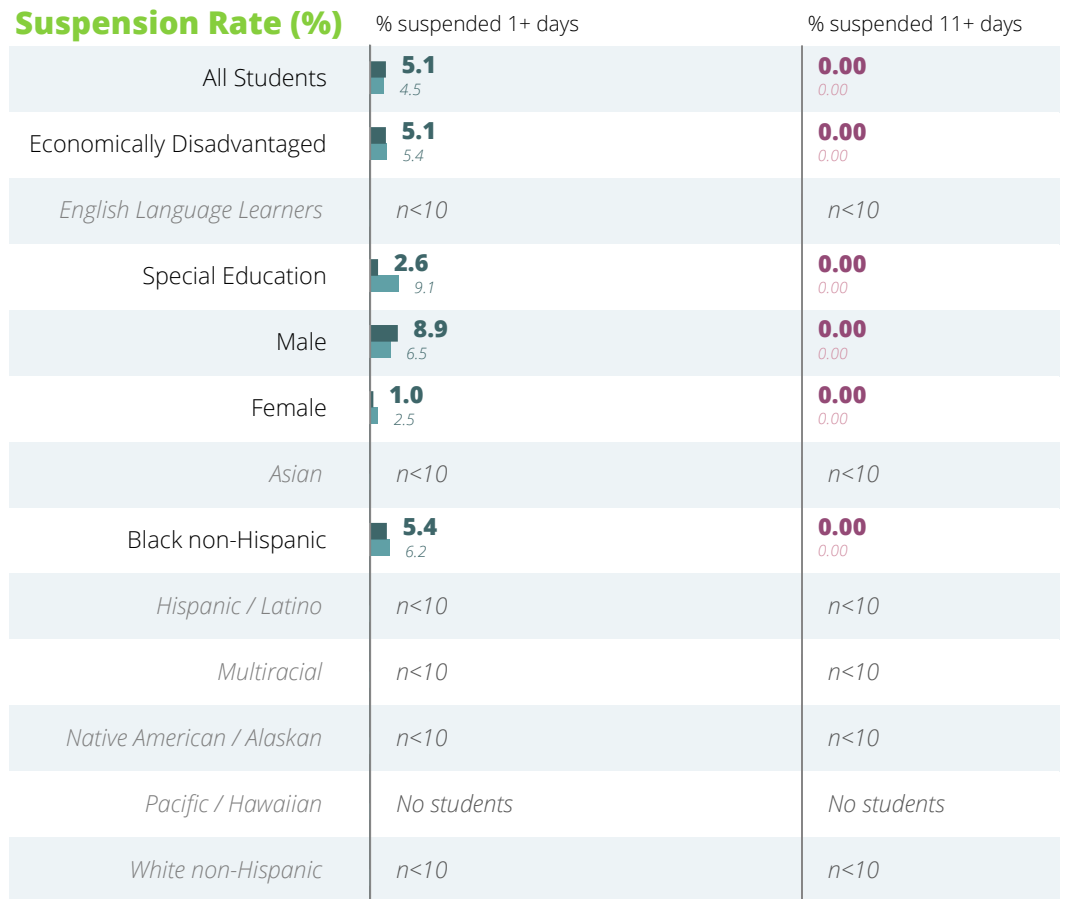 Suspension Rate (%) % suspended 1+ days % suspended 11+ days
All Students 5.1 0.00
4.5 0.00
Economically Disadvantaged 5.1 0.00
5.4 0.00
English Language Learners n<10 n<10
Special Education 2.6 0.00
9.1 0.00
Male 8.9 0.00
6.5 0.00
Female 1.0 0.00
2.5 0.00
Asian n<10 n<10
Black non-Hispanic 5.4 0.00
6.2 0.00
Hispanic / Latino n<10 n<10
Multiracial n<10 n<10
Native American / Alaskan n<10 n<10
Pacific / Hawaiian No students No students
White non-Hispanic n<10 n<10